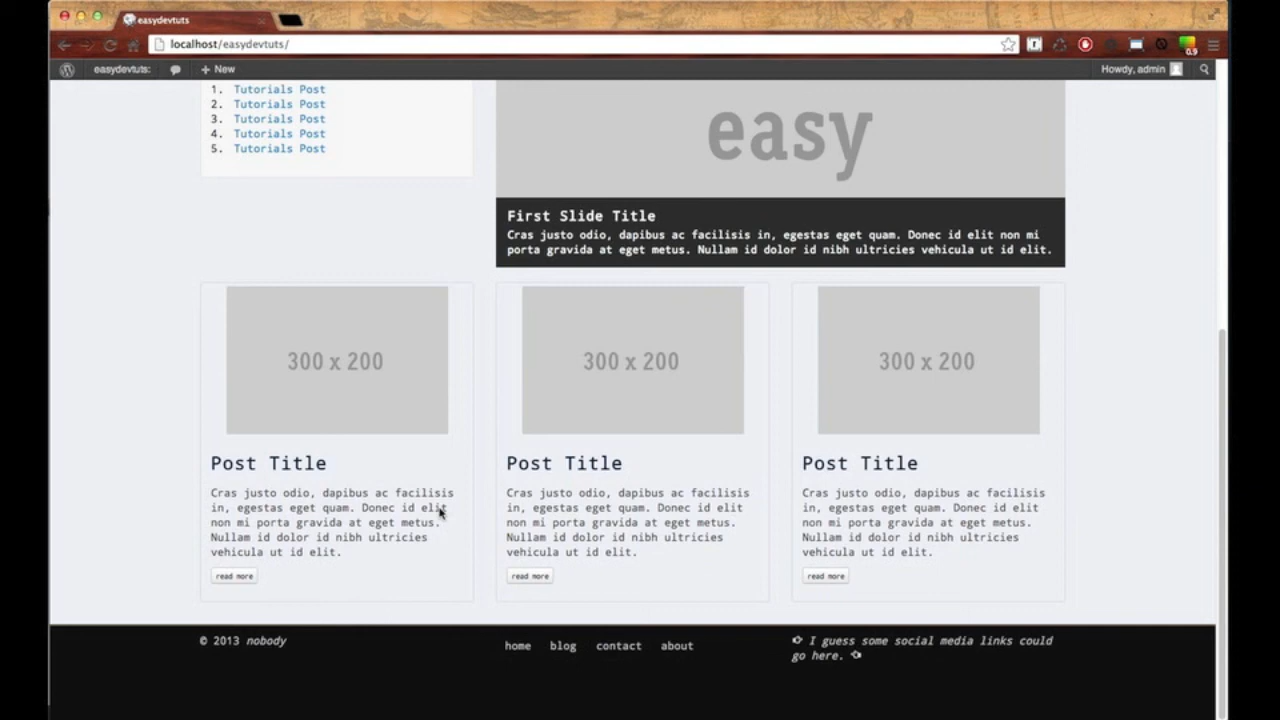 easydevtuts
localhost/easydevtuts/
0.9
easydevtuts:
+ New
Howdy, admin
1. Tutorials Post
2. Tutorials Post
3. Tutorials Post
4. Tutorials Post
5. Tutorials Post
easy
First Slide Title
Cras justo odio, dapibus ac facilisis in, egestas eget quam. Donec id elit non mi
porta gravida at eget metus. Nullam id dolor id nibh ultricies vehicula ut id elit.
300 x 200
Post Title
Cras justo odio, dapibus ac facilisis
in, egestas eget quam. Donec id elit
non mi porta gravida at eget metus.
Nullam id dolor id nibh ultricies
vehicula ut id elit.
read more
300 x 200
Post Title
Cras justo odio, dapibus ac facilisis
in, egestas eget quam. Donec id elit
non mi porta gravida at eget metus.
Nullam id dolor id nibh ultricies
vehicula ut id elit.
read more
300 x 200
Post Title
Cras justo odio, dapibus ac facilisis
in, egestas eget quam. Donec id elit
non mi porta gravida at eget metus.
Nullam id dolor id nibh ultricies
vehicula ut id elit.
read more
© 2013 nobody
home blog contact about
I guess some social media links could
go here.